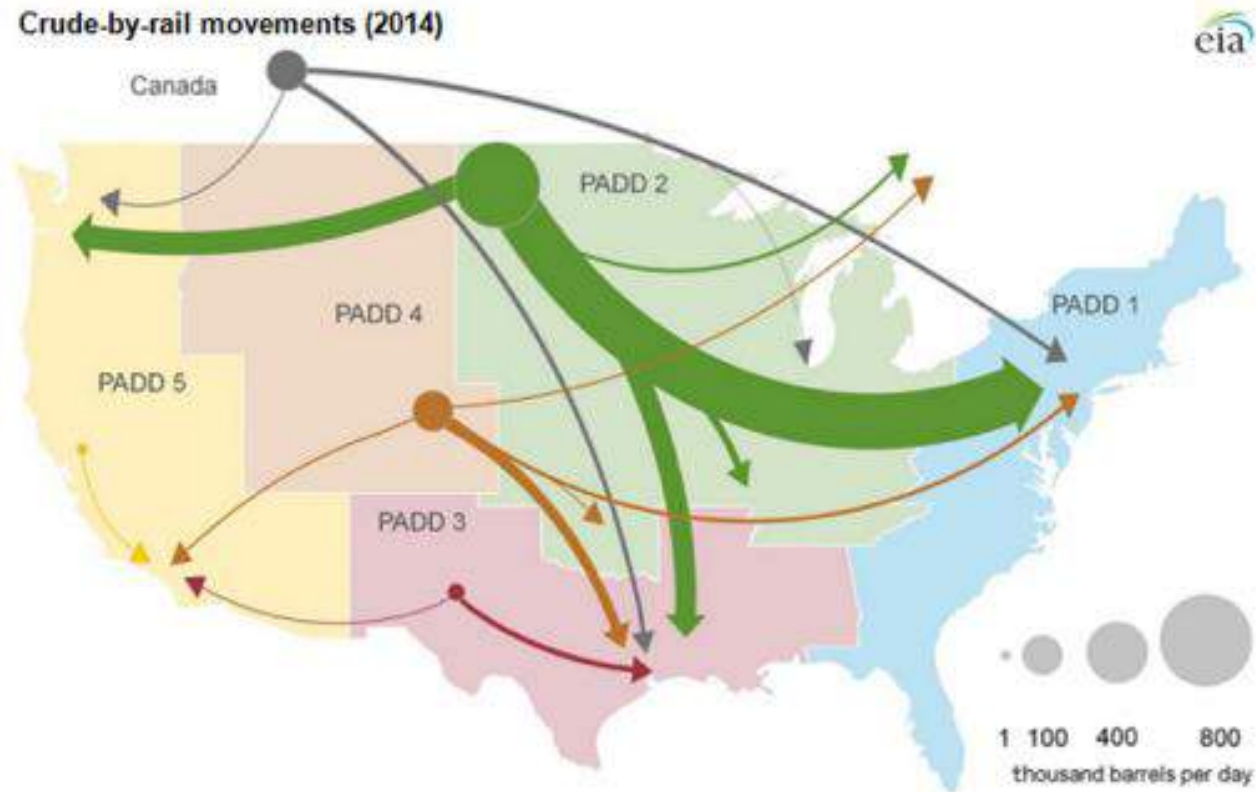 Crude-by-rail movements (2014)
eia
Canada
PADD 2
PADD 1
PADD 4
PADD 5
PADD 3
1 100 400 800
thousand barrels per day